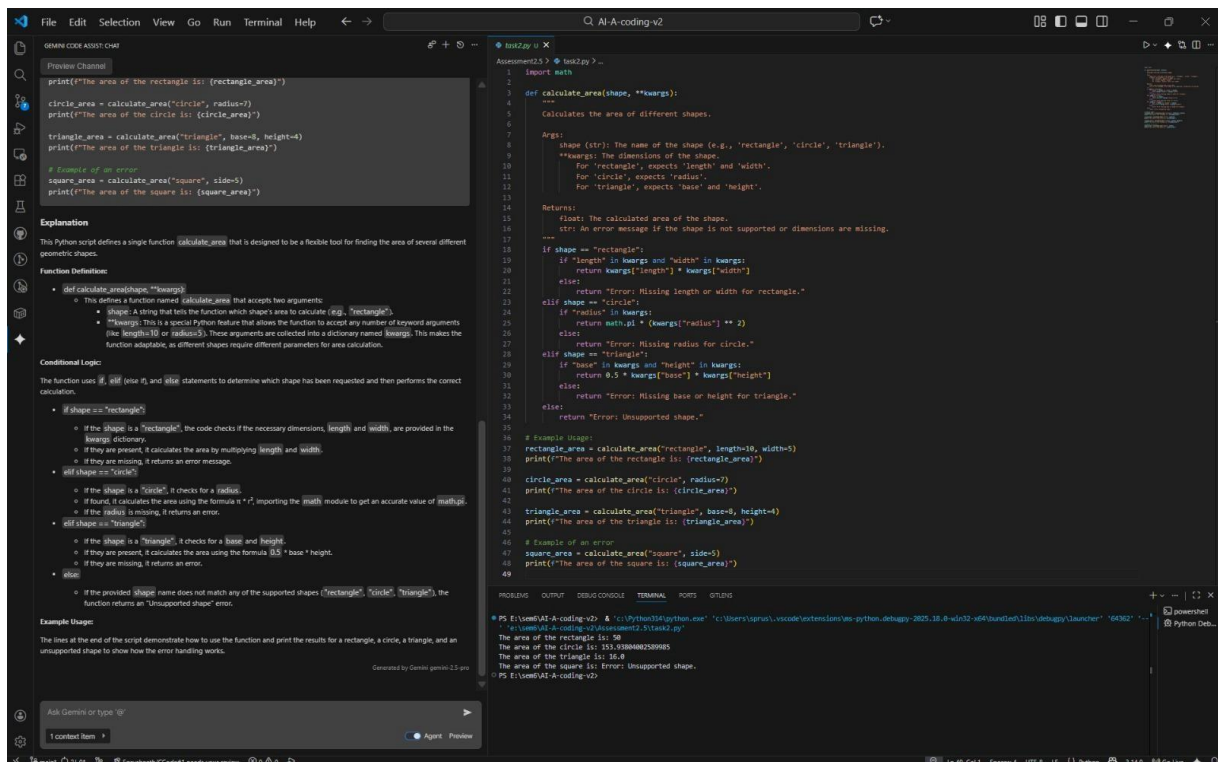 File Edit Selection View Go Run Terminal Help
AI-A-coding-v2
GEMINI CODE ASSIST: CHAT
Preview Channel
print(f"The area of the rectangle is: {rectangle_area}")
circle_area = calculate_area("circle", radius=7)
print(f"The area of the circle is: {circle_area}")
triangle_area = calculate_area("triangle", base=8, height=4)
print(f"The area of the triangle is: {triangle_area}")
# Example of an error
square_area = calculate_area("square", side=5)
print(f"The area of the square is: {square_area}")
Explanation
This Python script defines a single function calculate_area that is designed to be a flexible tool for finding the area of several different
geometric shapes.
Function Definition:
def calculate_area(shape, **kwargs):
This defines a function named calculate_area that accepts two arguments:
shape: A string that tells the function which shape's area to calculate (e.g., "rectangle").
**kwargs: This is a special Python feature that allows the function to accept any number of keyword arguments
(like length=10 or radius=5). These arguments are collected into a dictionary named kwargs. This makes the
function adaptable, as different shapes require different parameters for area calculation.
Conditional Logic:
The function uses if, elif (else if), and else statements to determine which shape has been requested and then performs the correct
calculation.
if shape == "rectangle":
If the shape is a "rectangle", the code checks if the necessary dimensions, length and width, are provided in the
kwargs dictionary.
If they are present, it calculates the area by multiplying length and width.
If they are missing, it returns an error message.
elif shape == "circle":
If the shape is a "circle", it checks for a radius.
If found, it calculates the area using the formula π * r², importing the math module to get an accurate value of math.pi.
If the radius is missing, it returns an error.
elif shape == "triangle":
If the shape is a "triangle", it checks for a base and height.
If they are present, it calculates the area using the formula 0.5 * base * height.
If they are missing, it returns an error.
else:
If the provided shape name does not match any of the supported shapes ("rectangle", "circle", "triangle"), the
function returns an "Unsupported shape" error.
Example Usage:
The lines at the end of the script demonstrate how to use the function and print the results for a rectangle, a circle, a triangle, and an
unsupported shape to show how the error handling works.
Generated by Gemini gemini-2.5-pro
Ask Gemini or type '@'
1 context item
Agent Preview
task2.py U
Assessment2.5 > task2.py > ...
1 import math
2
3 def calculate_area(shape, **kwargs):
4 """
5 Calculates the area of different shapes.
6
7 Args:
8 shape (str): The name of the shape (e.g., 'rectangle', 'circle', 'triangle').
9 **kwargs: The dimensions of the shape.
10 For 'rectangle', expects 'length' and 'width'.
11 For 'circle', expects 'radius'.
12 For 'triangle', expects 'base' and 'height'.
13
14 Returns:
15 float: The calculated area of the shape.
16 str: An error message if the shape is not supported or dimensions are missing.
17 """
18 if shape == "rectangle":
19 if "length" in kwargs and "width" in kwargs:
20 return kwargs["length"] * kwargs["width"]
21 else:
22 return "Error: Missing length or width for rectangle."
23 elif shape == "circle":
24 if "radius" in kwargs:
25 return math.pi * (kwargs["radius"] ** 2)
26 else:
27 return "Error: Missing radius for circle."
28 elif shape == "triangle":
29 if "base" in kwargs and "height" in kwargs:
30 return 0.5 * kwargs["base"] * kwargs["height"]
31 else:
32 return "Error: Missing base or height for triangle."
33 else:
34 return "Error: Unsupported shape."
35
36 # Example Usage:
37 rectangle_area = calculate_area("rectangle", length=10, width=5)
38 print(f"The area of the rectangle is: {rectangle_area}")
39
40 circle_area = calculate_area("circle", radius=7)
41 print(f"The area of the circle is: {circle_area}")
42
43 triangle_area = calculate_area("triangle", base=8, height=4)
44 print(f"The area of the triangle is: {triangle_area}")
45
46 # Example of an error
47 square_area = calculate_area("square", side=5)
48 print(f"The area of the square is: {square_area}")
49
PROBLEMS OUTPUT DEBUG CONSOLE TERMINAL PORTS GITLENS
powershell
Python Deb...
PS E:\sem6\AI-A-coding-v2> & 'c:\Python314\python.exe' 'c:\Users\sprus\.vscode\extensions\ms-python.debugpy-2025.18.0-win32-x64\bundled\libs\debugpy\launcher' '64362' '--
' 'e:\sem6\AI-A-coding-v2\Assessment2.5\task2.py'
The area of the rectangle is: 50
The area of the circle is: 153.93804002589985
The area of the triangle is: 16.0
The area of the square is: Error: Unsupported shape.
PS E:\sem6\AI-A-coding-v2>